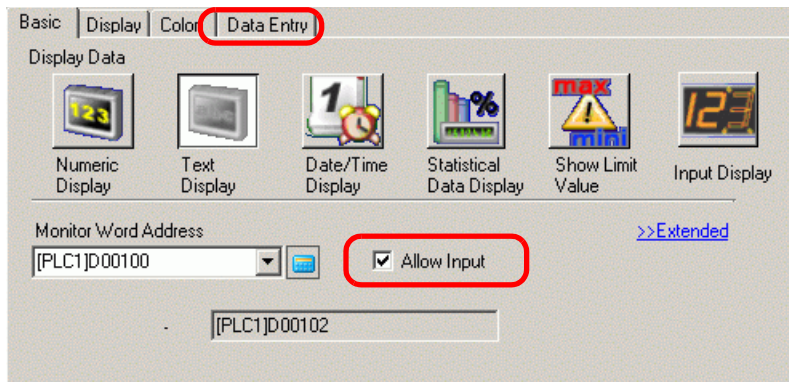 Basic Display Color Data Entry
Display Data
123 abc 1 % max mini 123
Numeric Display Text Display Date/Time Display Statistical Data Display Show Limit Value Input Display
Monitor Word Address >>Extended
[PLC1]D00100 Allow Input
- [PLC1]D00102